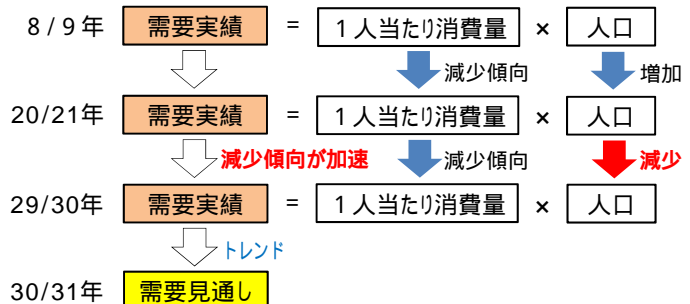 8/9年 需要実績 = 1人当たり消費量 × 人口
減少傾向 増加
20/21年 需要実績 = 1人当たり消費量 × 人口
減少傾向が加速 減少傾向 減少
29/30年 需要実績 = 1人当たり消費量 × 人口
トレンド
30/31年 需要見通し